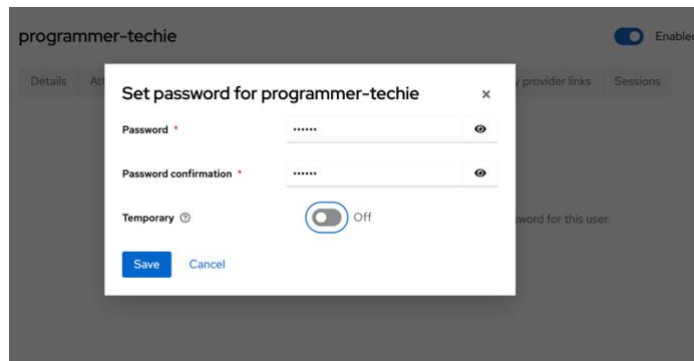 programmer-techie
Enabled
Details
provider links
Sessions
Set password for programmer-techie
Password *
••••••
Password confirmation *
••••••
Temporary
Off
for this user.
Save
Cancel